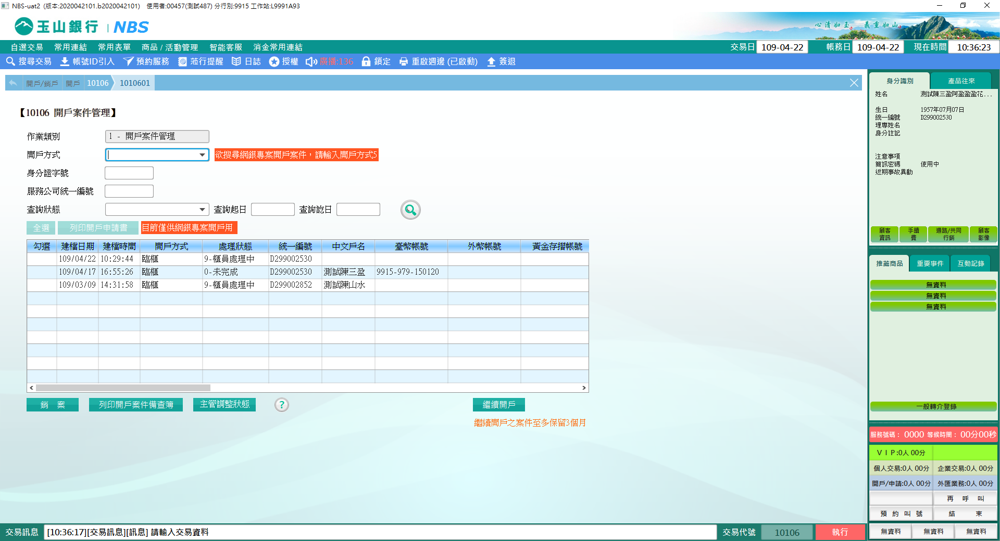 NBS-uat2 (版本:2020042101.b2020042101) 使用者:00457(測試487) 分行別:9915 工作站:L9991A93
玉山銀行 | NBS
心清如玉 義重如山
自選交易 常用連結 常用表單 商品 / 活動管理 智能客服 消金常用連結 交易日 109-04-22 帳務日 109-04-22 現在時間 10:36:23
搜尋交易 帳號ID引入 預約服務 蒞行提醒 日誌 授權 廣播:136 鎖定 重啟週邊 (已啟動) 簽退
開戶/銷戶 開戶 10106 1010601
【10106 開戶案件管理】
作業類別 1 - 開戶案件管理
開戶方式 欲搜尋網銀專案開戶案件，請輸入開戶方式5
身分證字號
服務公司統一編號
查詢狀態 查詢起日 查詢訖日
全選 列印開戶申請書 目前僅供網銀專案開戶用
勾選 建檔日期 建檔時間 開戶方式 處理狀態 統一編號 中文戶名 臺幣帳號 外幣帳號 黃金存摺帳號
109/04/22 10:29:44 臨櫃 9-櫃員處理中 D299002530
109/04/17 16:55:26 臨櫃 0-未完成 D299002530 測試陳三盈 9915-979-150120
109/03/09 14:31:58 臨櫃 9-櫃員處理中 D299002852 測試陳山水
銷 案 列印開戶案件備查簿 主管調整狀態 ? 繼續開戶
繼續開戶之案件至多保留3個月
身分識別 產品往來
姓名 測試陳三盈阿盈盈盈花...
生日 1957年07月07日
統一編號 D299002530
理專姓名
身分註記
注意事項
簡訊密碼 使用中
近期事故異動
顧客資訊 手續費 通路/共同行銷 顧客影像
推薦商品 重要事件 互動記錄
無資料
無資料
無資料
一般轉介登錄
服務號碼： 0000 等候時間： 00分00秒
ＶＩＰ:0人 00分
個人交易:0人 00分 企業交易:0人 00分
開戶/申請:0人 00分 外匯業務:0人 00分
再 呼 叫
預 約 叫 號 結 束
無資料 無資料 無資料
交易訊息 [10:36:17][交易訊息][訊息] 請輸入交易資料 交易代號 10106 執行